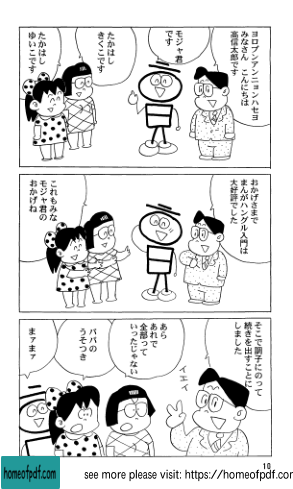 ヨロブンアンニョンハセヨ
みなさん　こんにちは
高信太郎です
モジャ君
です
たかはし
きくこです
たかはし
ゆいこです
おかげさまで
まんがハングル入門は
大好評でした
これもみな
モジャ君の
おかげね
そこで調子にのって
続きを出すことに
しました
イエイ
あら
あれで
全部って
いったじゃない
パパの
うそつき
まァまァ
10
homeofpdf.com
see more please visit: https://homeofpdf.com